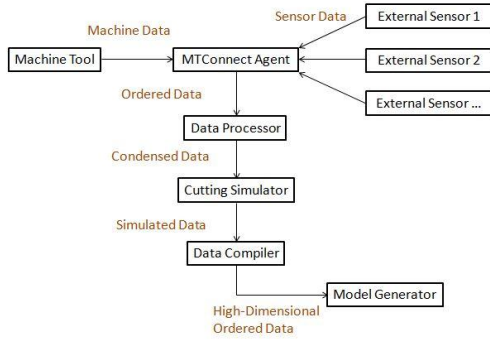 Sensor Data
External Sensor 1
Machine Data
Machine Tool
MTConnect Agent
External Sensor 2
Ordered Data
External Sensor ...
Data Processor
Condensed Data
Cutting Simulator
Simulated Data
Data Compiler
Model Generator
High-Dimensional
Ordered Data